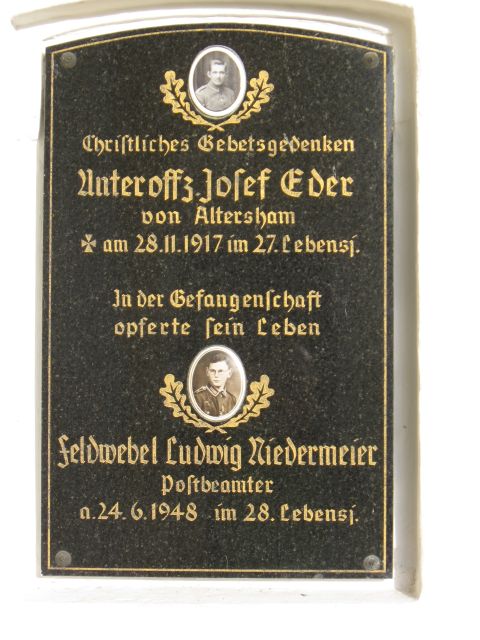 Chriſtliches Gebetsgedenken
Unteroffz. Joſef Eder
von Altersham
✠ am 28.11.1917 im 27. Lebensj.
In der Gefangenſchaft
opferte ſein Leben
Feldwebel Ludwig Niedermeier
Poſtbeamter
a. 24. 6. 1948 im 28. Lebensj.